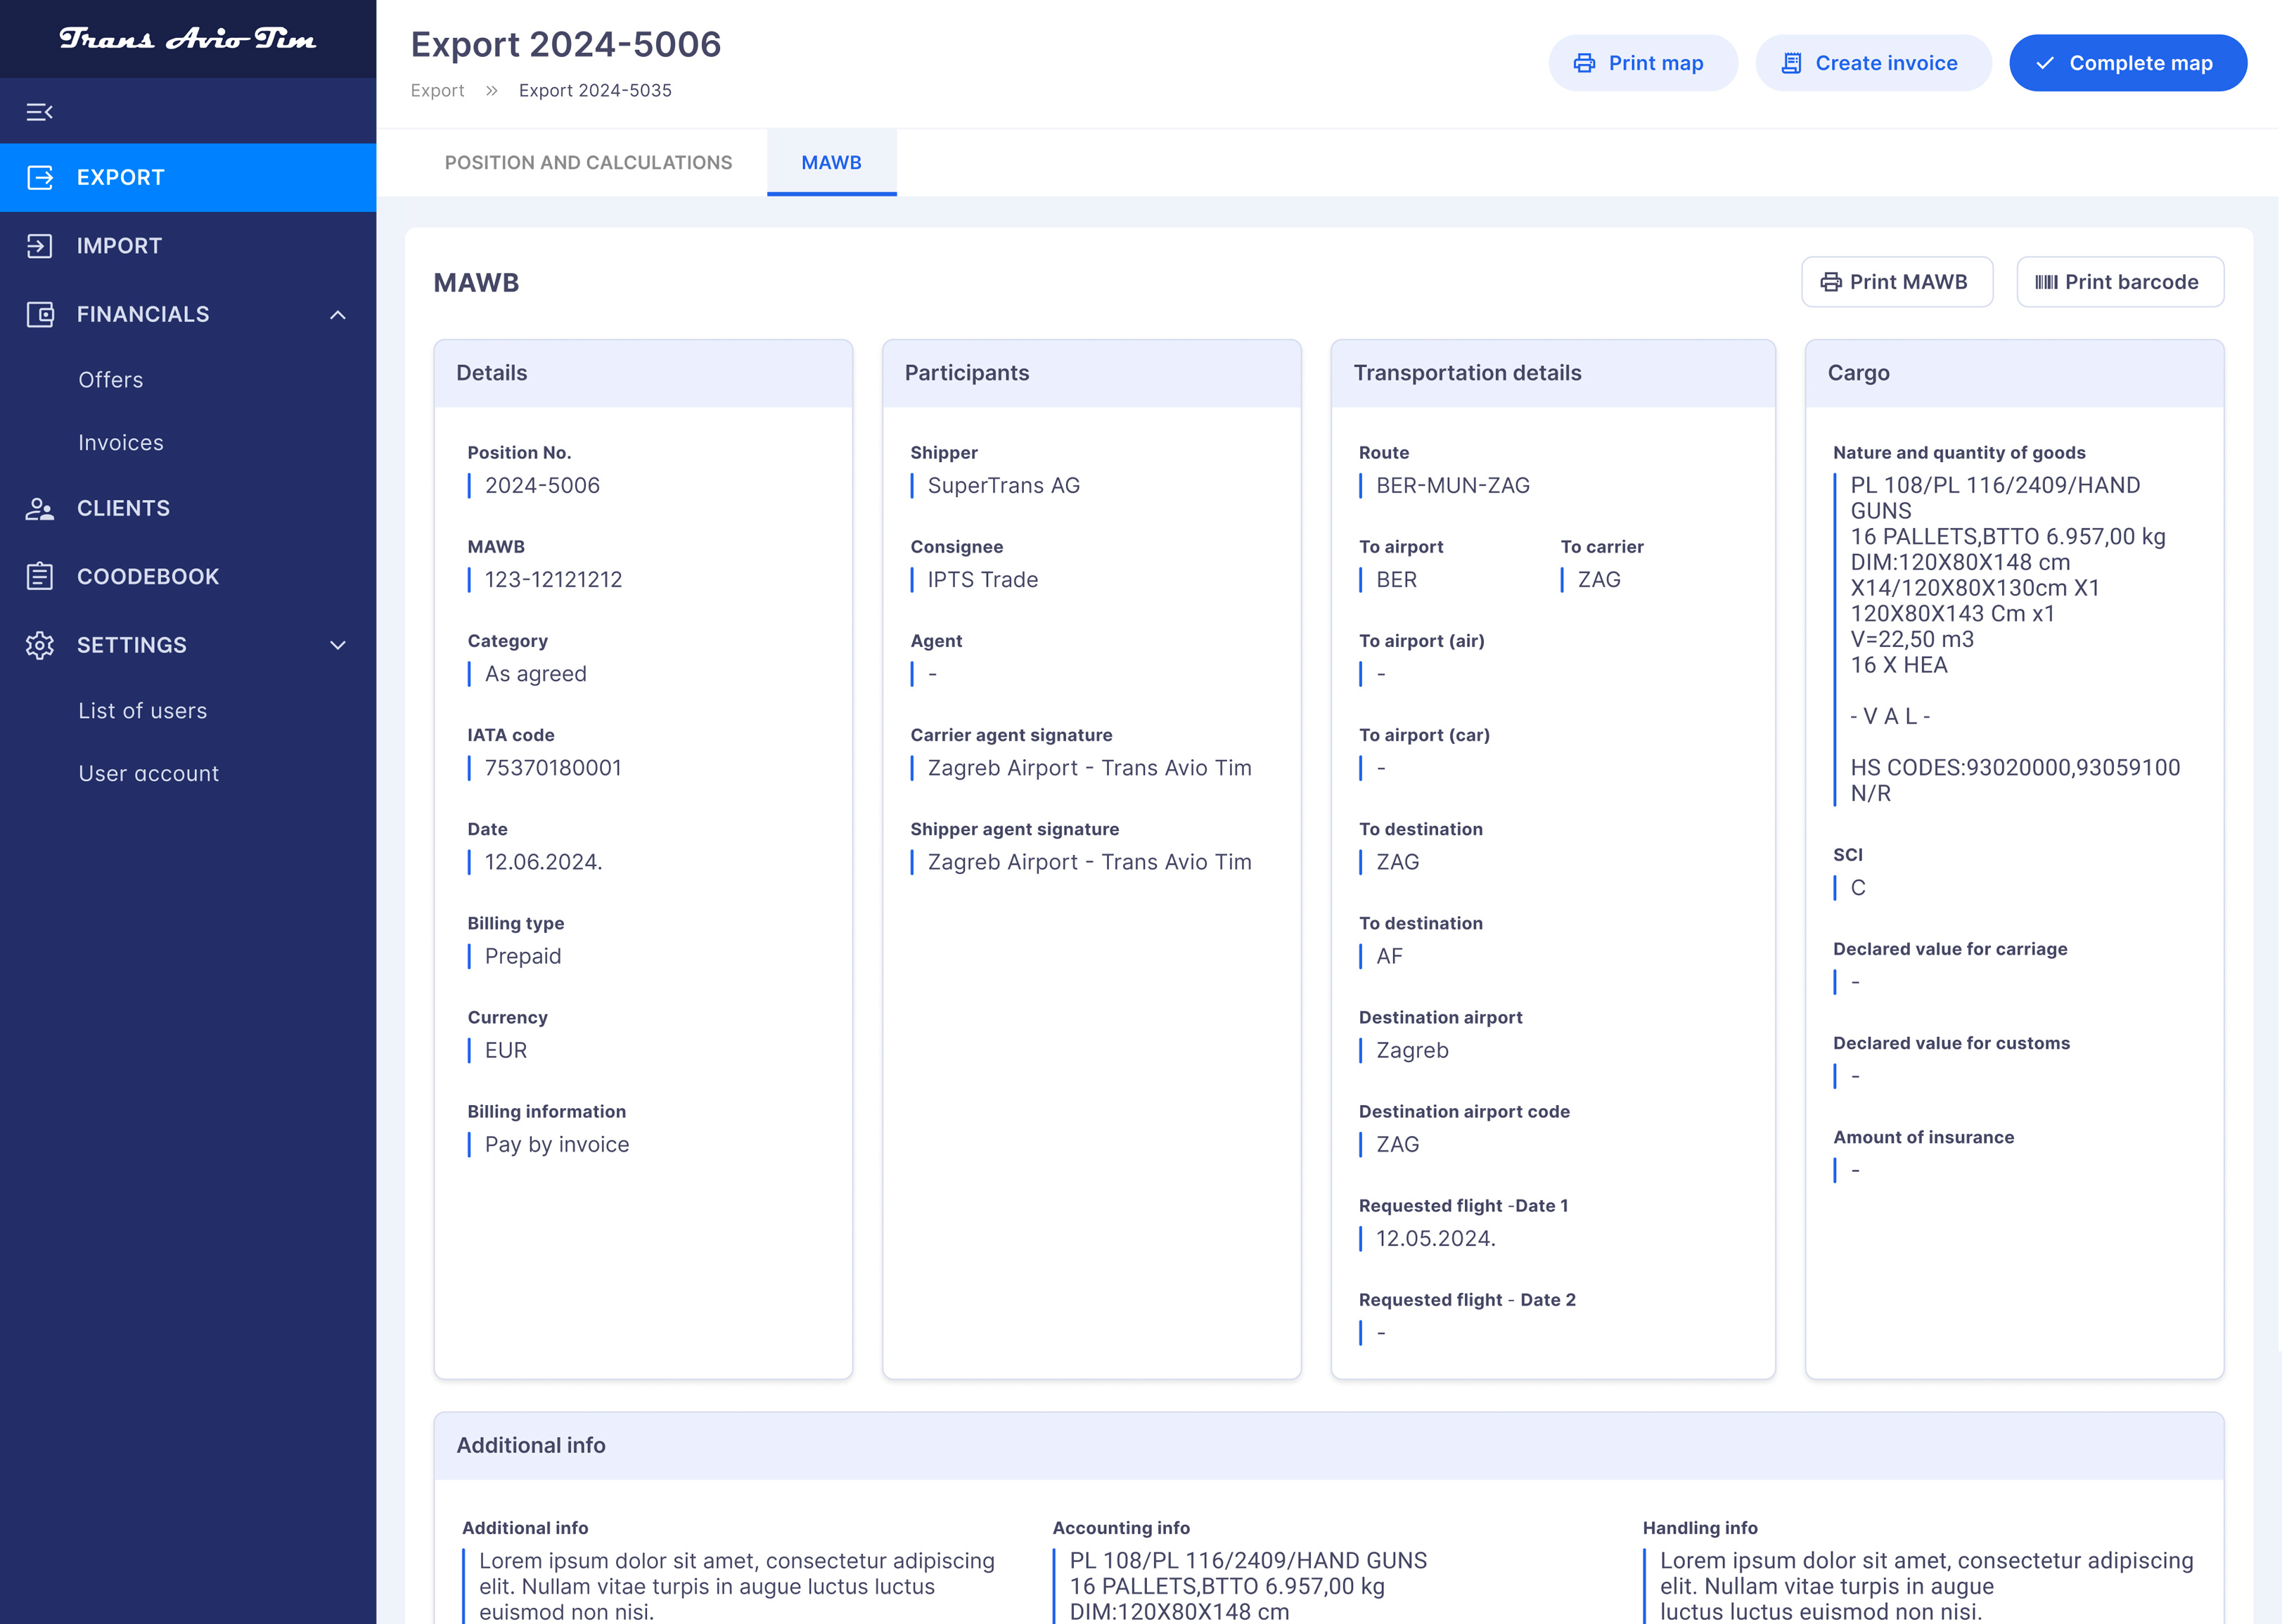 Trans Avio Tim
EXPORT
IMPORT
FINANCIALS
Offers
Invoices
CLIENTS
COODEBOOK
SETTINGS
List of users
User account
Export 2024-5006
Export » Export 2024-5035
Print map
Create invoice
Complete map
POSITION AND CALCULATIONS
MAWB
MAWB
Print MAWB
Print barcode
Details
Position No.
2024-5006
MAWB
123-12121212
Category
As agreed
IATA code
75370180001
Date
12.06.2024.
Billing type
Prepaid
Currency
EUR
Billing information
Pay by invoice
Participants
Shipper
SuperTrans AG
Consignee
IPTS Trade
Agent
-
Carrier agent signature
Zagreb Airport - Trans Avio Tim
Shipper agent signature
Zagreb Airport - Trans Avio Tim
Transportation details
Route
BER-MUN-ZAG
To airport
BER
To carrier
ZAG
To airport (air)
-
To airport (car)
-
To destination
ZAG
To destination
AF
Destination airport
Zagreb
Destination airport code
ZAG
Requested flight -Date 1
12.05.2024.
Requested flight - Date 2
-
Cargo
Nature and quantity of goods
PL 108/PL 116/2409/HAND
GUNS
16 PALLETS,BTTO 6.957,00 kg
DIM:120X80X148 cm
X14/120X80X130cm X1
120X80X143 Cm x1
V=22,50 m3
16 X HEA
- V A L -
HS CODES:93020000,93059100
N/R
SCI
C
Declared value for carriage
-
Declared value for customs
-
Amount of insurance
-
Additional info
Additional info
Lorem ipsum dolor sit amet, consectetur adipiscing
elit. Nullam vitae turpis in augue luctus luctus
euismod non nisi.
Accounting info
PL 108/PL 116/2409/HAND GUNS
16 PALLETS,BTTO 6.957,00 kg
DIM:120X80X148 cm
Handling info
Lorem ipsum dolor sit amet, consectetur adipiscing
elit. Nullam vitae turpis in augue
luctus luctus euismod non nisi.